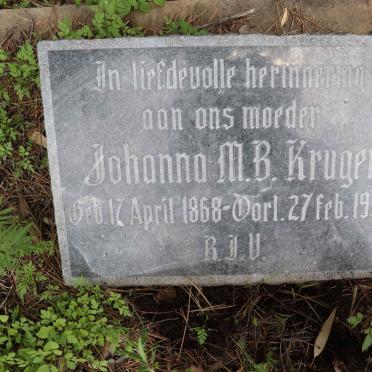 In liefdevolle herinnering
aan ons moeder
Johanna M.B. Kruger
Geb. 17 April 1868 - Oorl. 27 Feb. 19
R.I.V.